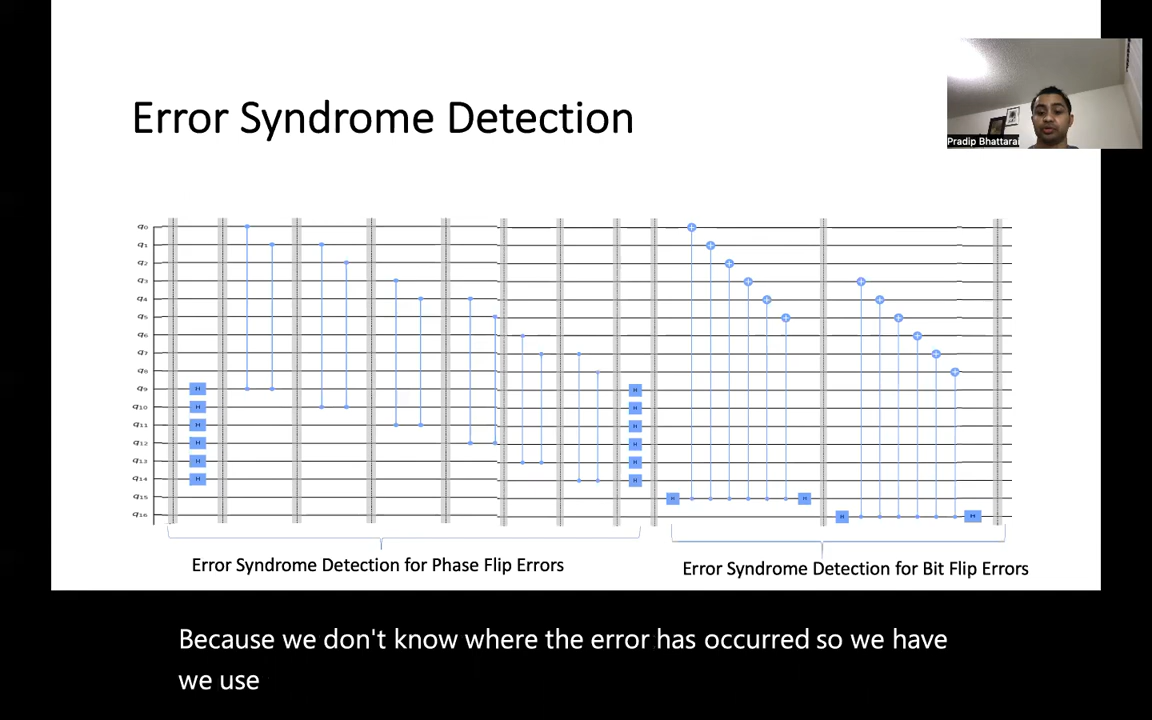 Error Syndrome Detection
Pradip Bhattarai
q0
q1
q2
q3
q4
q5
q6
q7
q8
q9 H H
q10 H H
q11 H H
q12 H H
q13 H H
q14 H H
q15 H H
q16 H H
Error Syndrome Detection for Phase Flip Errors
Error Syndrome Detection for Bit Flip Errors
Because we don't know where the error has occurred so we have
we use